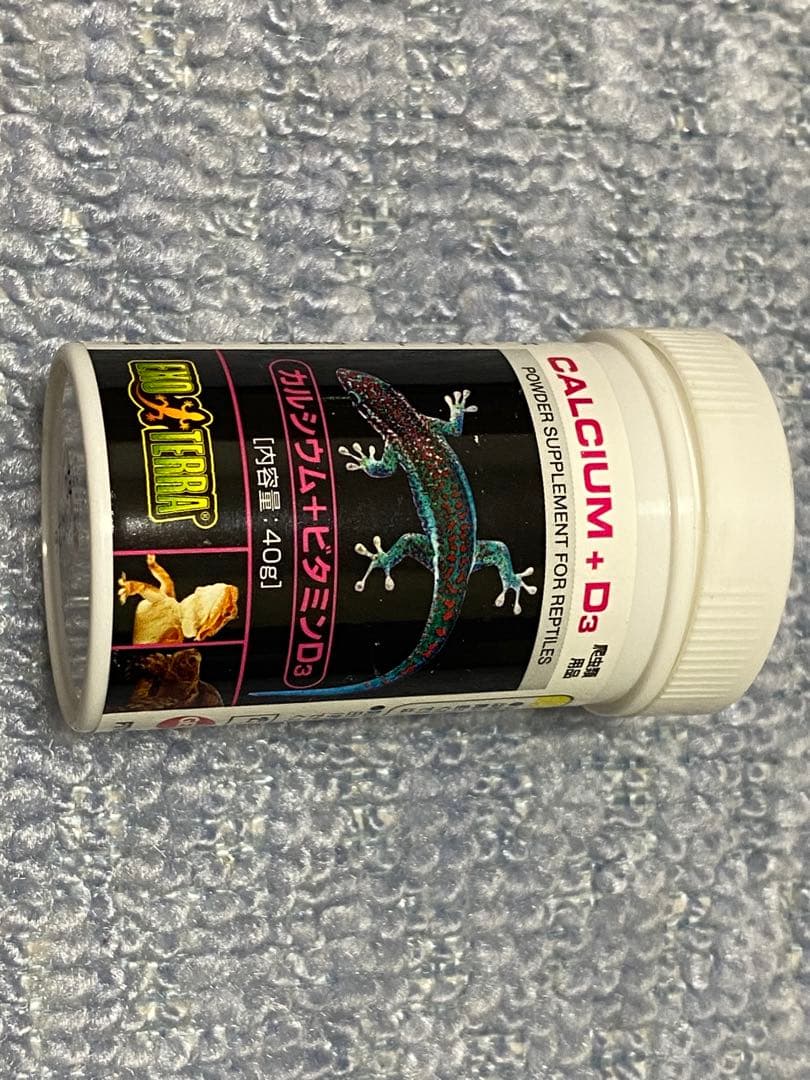 CALCIUM + D3
爬虫類
用品
POWDER SUPPLEMENT FOR REPTILES
カルシウム+ビタミンD3
[内容量:40g]
EXO TERRA®